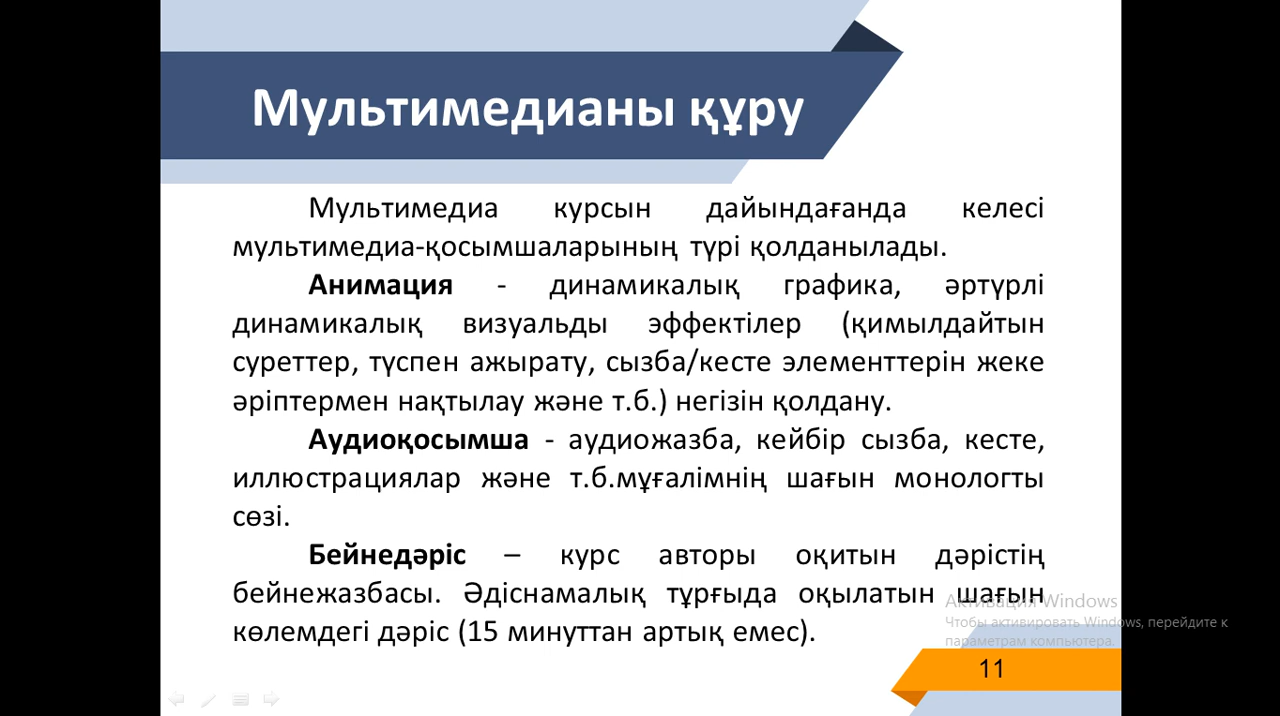 Мультимедианы құру
Мультимедиа курсын дайындағанда келесі
мультимедиа-қосымшаларының түрі қолданылады.
Анимация - динамикалық графика, әртүрлі
динамикалық визуальды эффектілер (қимылдайтын
суреттер, түспен ажырату, сызба/кесте элементтерін жеке
әріптермен нақтылау және т.б.) негізін қолдану.
Аудиоқосымша - аудиожазба, кейбір сызба, кесте,
иллюстрациялар және т.б.мұғалімнің шағын монологты
сөзі.
Бейнедәріс – курс авторы оқитын дәрістің
бейнежазбасы. Әдіснамалық тұрғыда оқылатын шағын
көлемдегі дәріс (15 минуттан артық емес).
Активация Windows
Чтобы активировать Windows, перейдите к
параметрам компьютера.
11